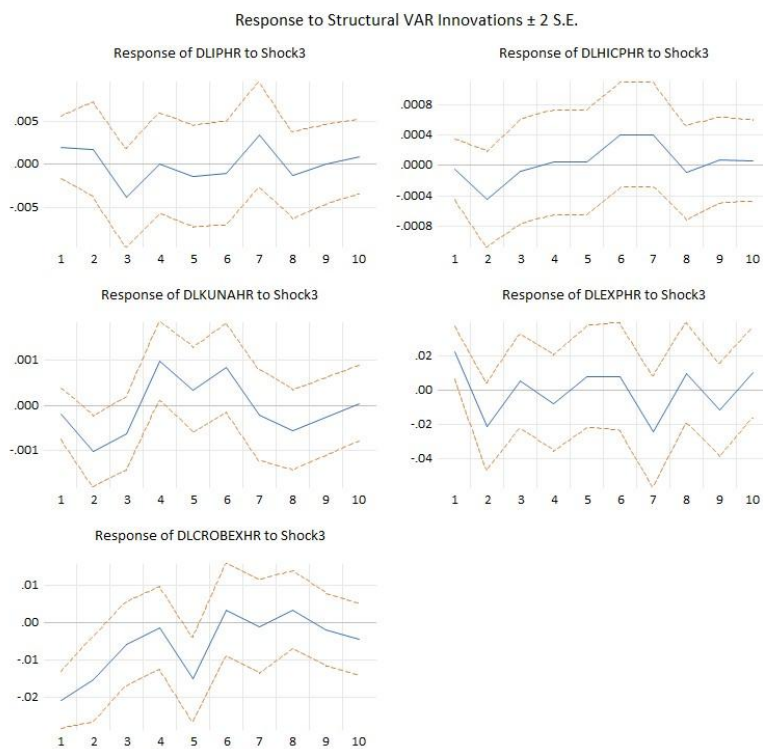 Response to Structural VAR Innovations ± 2 S.E.
Response of DLIPHR to Shock3
.005
.000
-.005
1 2 3 4 5 6 7 8 9 10
Response of DLHICPHR to Shock3
.0008
.0004
.0000
-.0004
-.0008
1 2 3 4 5 6 7 8 9 10
Response of DLKUNAHR to Shock3
.001
.000
-.001
1 2 3 4 5 6 7 8 9 10
Response of DLEXPHR to Shock3
.02
.00
-.02
-.04
1 2 3 4 5 6 7 8 9 10
Response of DLCROBEXHR to Shock3
.01
.00
-.01
-.02
1 2 3 4 5 6 7 8 9 10